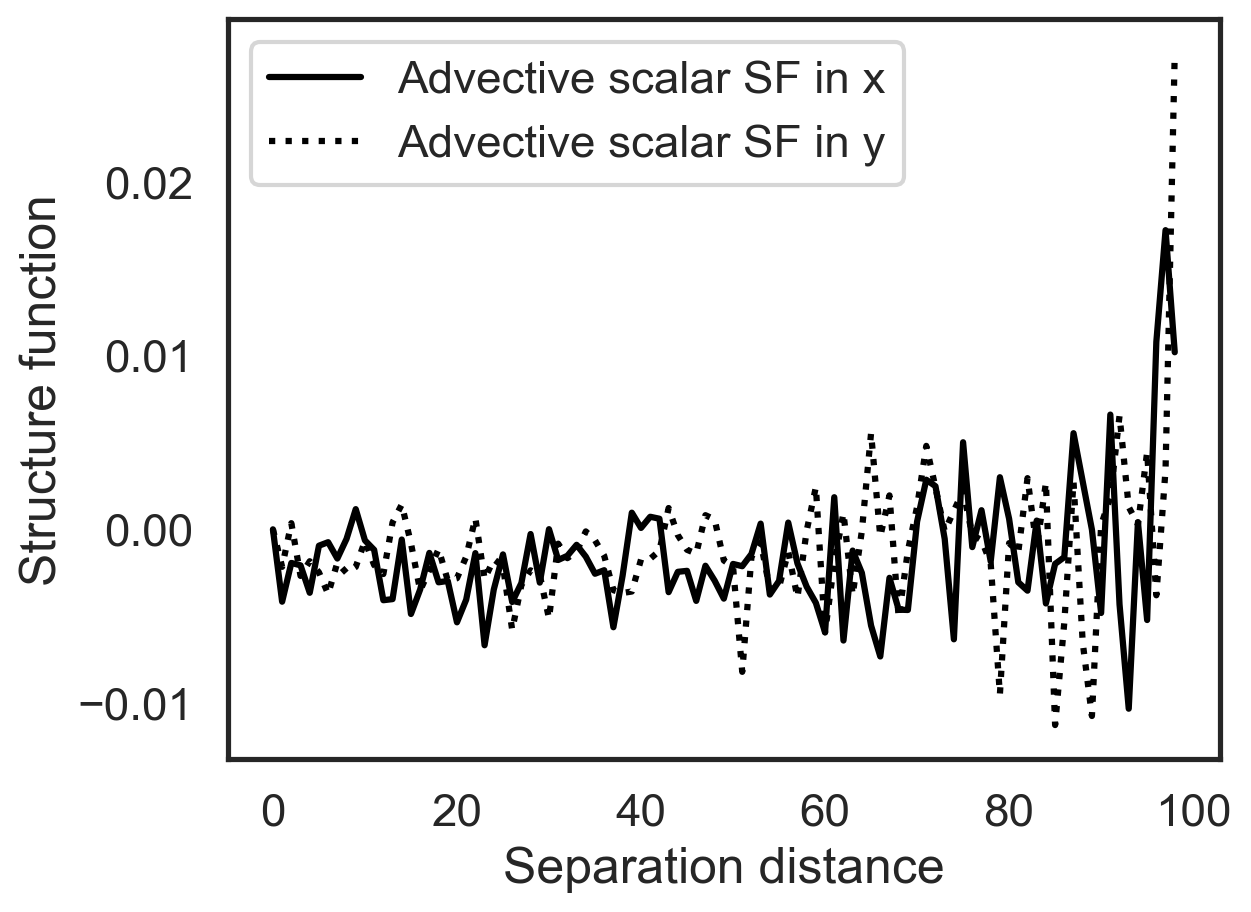 Advective scalar SF in x
Advective scalar SF in y
0.02
0.01
0.00
−0.01
Structure function
0 20 40 60 80 100
Separation distance